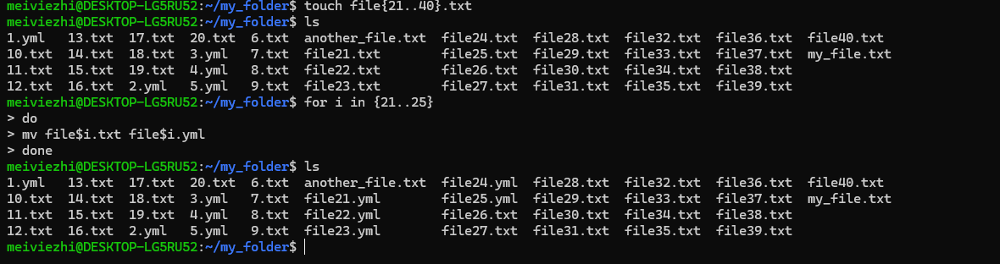 meiviezhi@DESKTOP-LG5RU52:~/my_folder$ touch file{21..40}.txt
meiviezhi@DESKTOP-LG5RU52:~/my_folder$ ls
1.yml   13.txt  17.txt  20.txt  6.txt  another_file.txt  file24.txt  file28.txt  file32.txt  file36.txt  file40.txt
10.txt  14.txt  18.txt  3.yml   7.txt  file21.txt        file25.txt  file29.txt  file33.txt  file37.txt  my_file.txt
11.txt  15.txt  19.txt  4.yml   8.txt  file22.txt        file26.txt  file30.txt  file34.txt  file38.txt
12.txt  16.txt  2.yml   5.yml   9.txt  file23.txt        file27.txt  file31.txt  file35.txt  file39.txt
meiviezhi@DESKTOP-LG5RU52:~/my_folder$ for i in {21..25}
> do
> mv file$i.txt file$i.yml
> done
meiviezhi@DESKTOP-LG5RU52:~/my_folder$ ls
1.yml   13.txt  17.txt  20.txt  6.txt  another_file.txt  file24.yml  file28.txt  file32.txt  file36.txt  file40.txt
10.txt  14.txt  18.txt  3.yml   7.txt  file21.yml        file25.yml  file29.txt  file33.txt  file37.txt  my_file.txt
11.txt  15.txt  19.txt  4.yml   8.txt  file22.yml        file26.txt  file30.txt  file34.txt  file38.txt
12.txt  16.txt  2.yml   5.yml   9.txt  file23.yml        file27.txt  file31.txt  file35.txt  file39.txt
meiviezhi@DESKTOP-LG5RU52:~/my_folder$